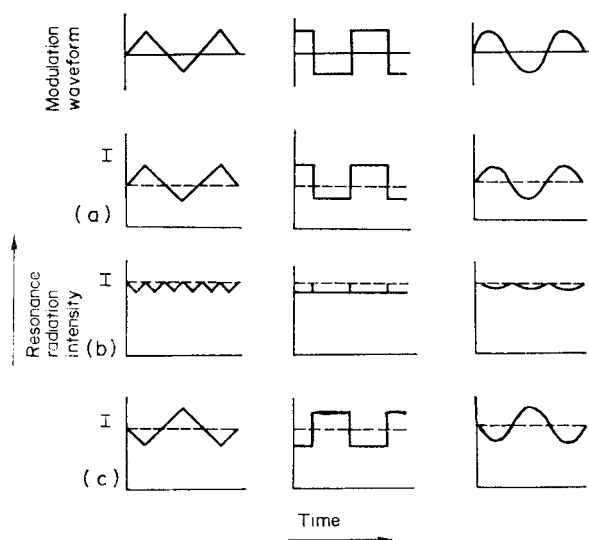 Modulation
waveform
I
(a)
I
(b)
Resonance
radiation
intensity
I
(c)
Time